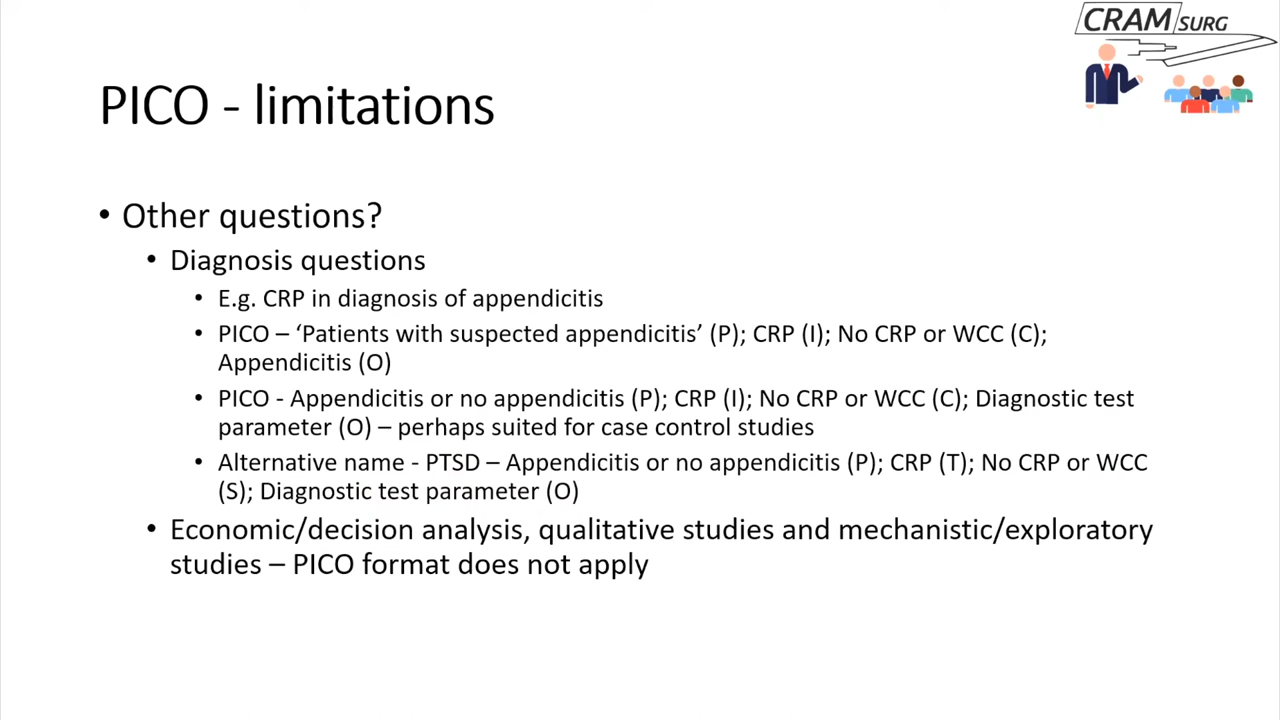 CRAM SURG
PICO - limitations
• Other questions?
• Diagnosis questions
• E.g. CRP in diagnosis of appendicitis
• PICO – ‘Patients with suspected appendicitis’ (P); CRP (I); No CRP or WCC (C);
Appendicitis (O)
• PICO - Appendicitis or no appendicitis (P); CRP (I); No CRP or WCC (C); Diagnostic test
parameter (O) – perhaps suited for case control studies
• Alternative name - PTSD – Appendicitis or no appendicitis (P); CRP (T); No CRP or WCC
(S); Diagnostic test parameter (O)
• Economic/decision analysis, qualitative studies and mechanistic/exploratory
studies – PICO format does not apply